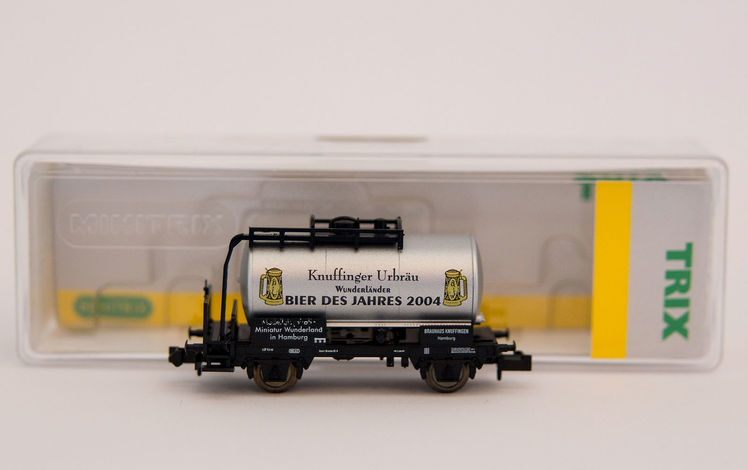 MINITRIX
TRIX
Knuffinger Urbräu
Wunderländer
BIER DES JAHRES 2004
Miniatur Wunderland
in Hamburg
BRAUHAUS KNUFFINGEN
Hamburg